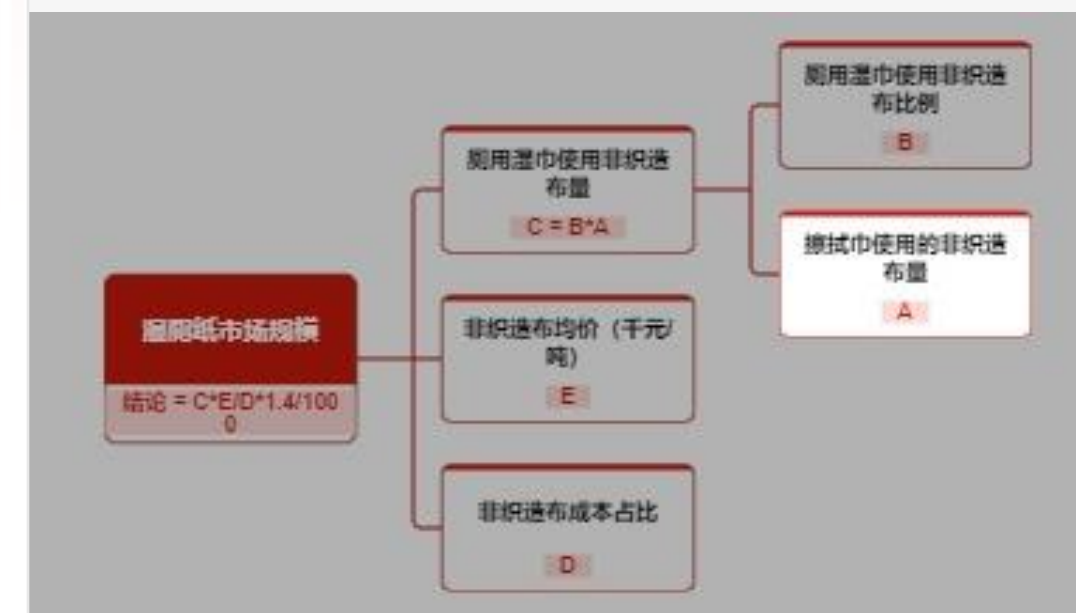 厕用湿巾使用非织造
布比例
B
厕用湿巾使用非织造
布量
C = B*A
擦拭巾使用的非织造
布量
A
湿厕纸市场规模
结论 = C*E/D*1.4/100
0
非织造布均价（千元/
吨）
E
非织造布成本占比
D